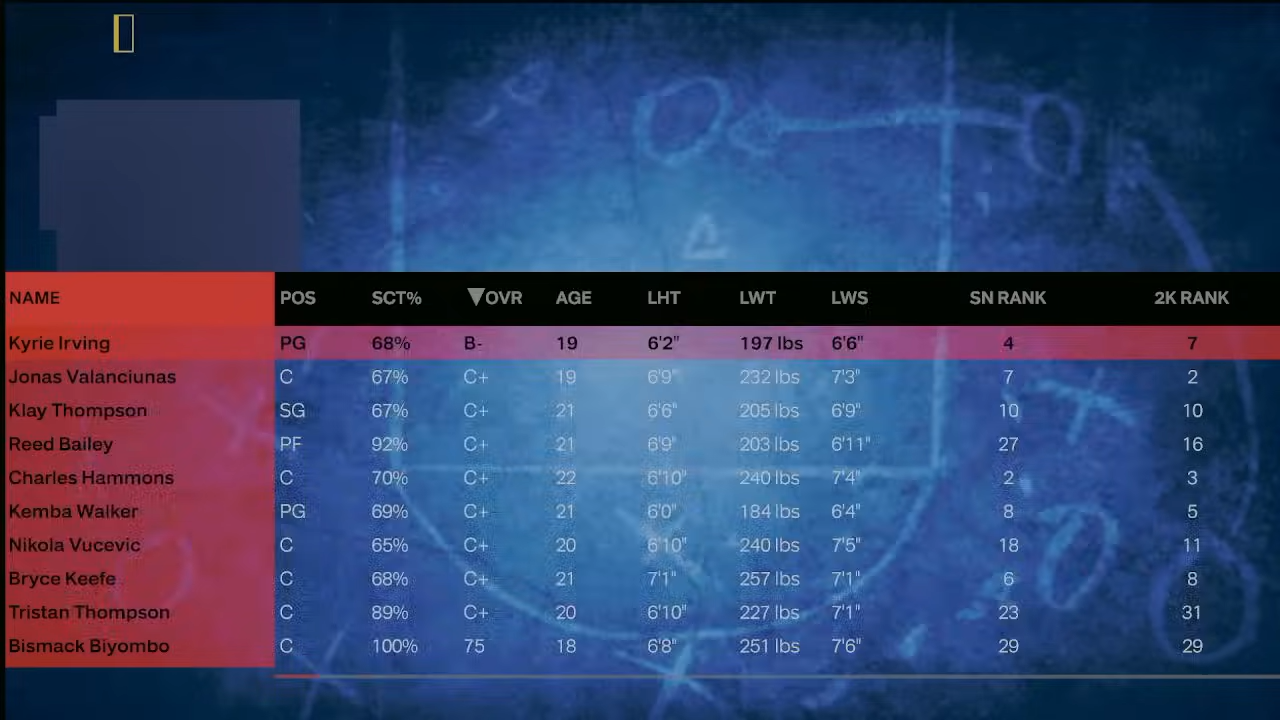 NAME POS SCT% ▼OVR AGE LHT LWT LWS SN RANK 2K RANK
Kyrie Irving PG 68% B- 19 6'2" 197 lbs 6'6" 4 7
Jonas Valanciunas C 67% C+ 19 6'9" 232 lbs 7'3" 7 2
Klay Thompson SG 67% C+ 21 6'6" 205 lbs 6'9" 10 10
Reed Bailey PF 92% C+ 21 6'9" 203 lbs 6'11" 27 16
Charles Hammons C 70% C+ 22 6'10" 240 lbs 7'4" 2 3
Kemba Walker PG 69% C+ 21 6'0" 184 lbs 6'4" 8 5
Nikola Vucevic C 65% C+ 20 6'10" 240 lbs 7'5" 18 11
Bryce Keefe C 68% C+ 21 7'1" 257 lbs 7'1" 6 8
Tristan Thompson C 89% C+ 20 6'10" 227 lbs 7'1" 23 31
Bismack Biyombo C 100% 75 18 6'8" 251 lbs 7'6" 29 29